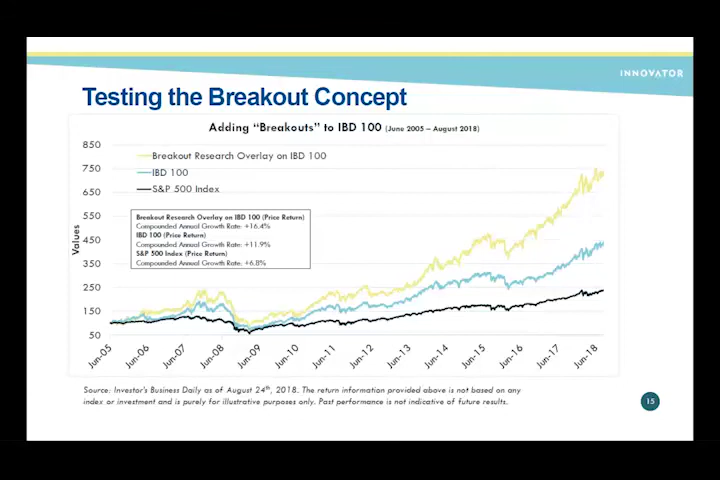 INNOVATOR
Testing the Breakout Concept
Adding “Breakouts” to IBD 100 (June 2005 – August 2018)
850
750
650
550
450
350
250
150
50
Values
Breakout Research Overlay on IBD 100
IBD 100
S&P 500 Index
Breakout Research Overlay on IBD 100 (Price Return)
Compounded Annual Growth Rate: +16.4%
IBD 100 (Price Return)
Compounded Annual Growth Rate: +11.9%
S&P 500 Index (Price Return)
Compounded Annual Growth Rate: +6.8%
Jun-05
Jun-06
Jun-07
Jun-08
Jun-09
Jun-10
Jun-11
Jun-12
Jun-13
Jun-14
Jun-15
Jun-16
Jun-17
Jun-18
Source: Investor's Business Daily as of August 24th, 2018. The return information provided above is not based on any
index or investment and is purely for illustrative purposes only. Past performance is not indicative of future results.
15